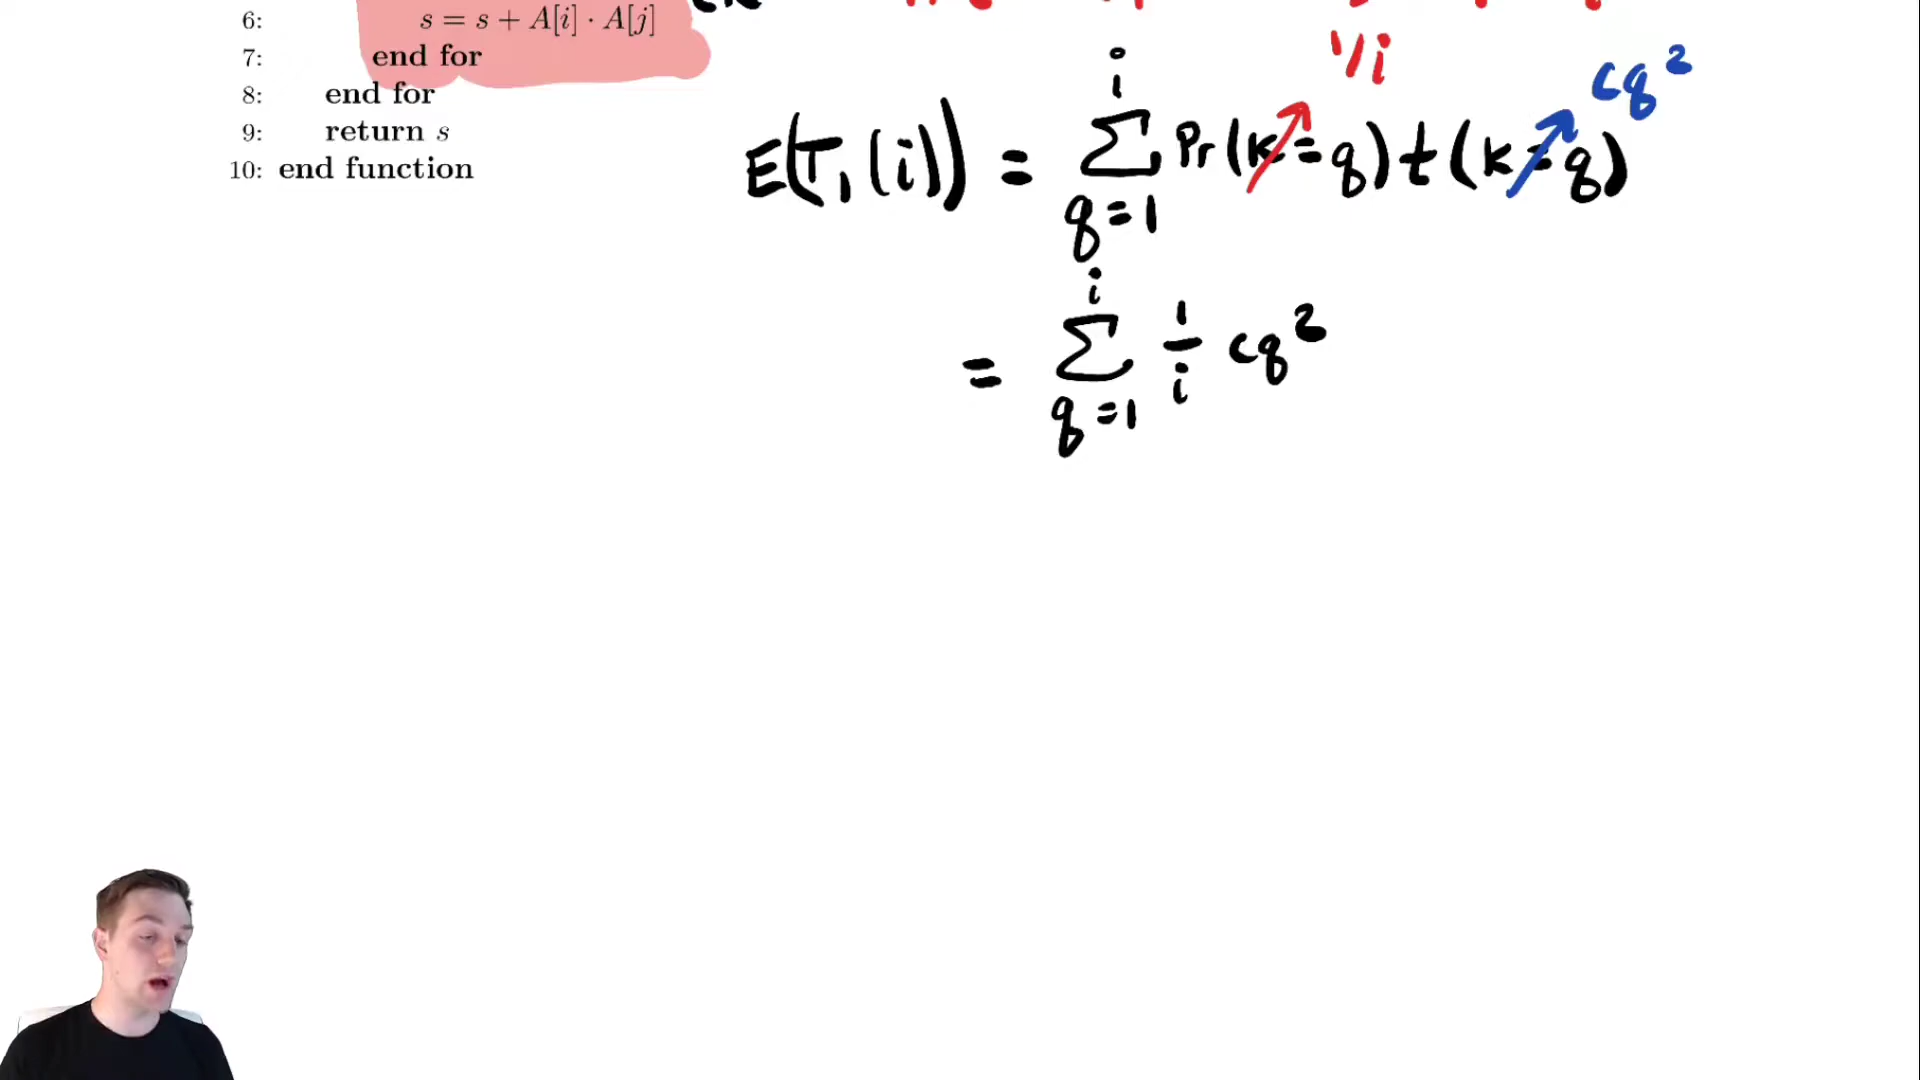 6: s = s + A[i] · A[j]
7: end for
8: end for
9: return s
10: end function
1/i
cq²
E(T₁(i)) = ∑_{q=1}^{i} Pr(k=q) t(k=q)
= ∑_{q=1}^{i} 1/i cq²